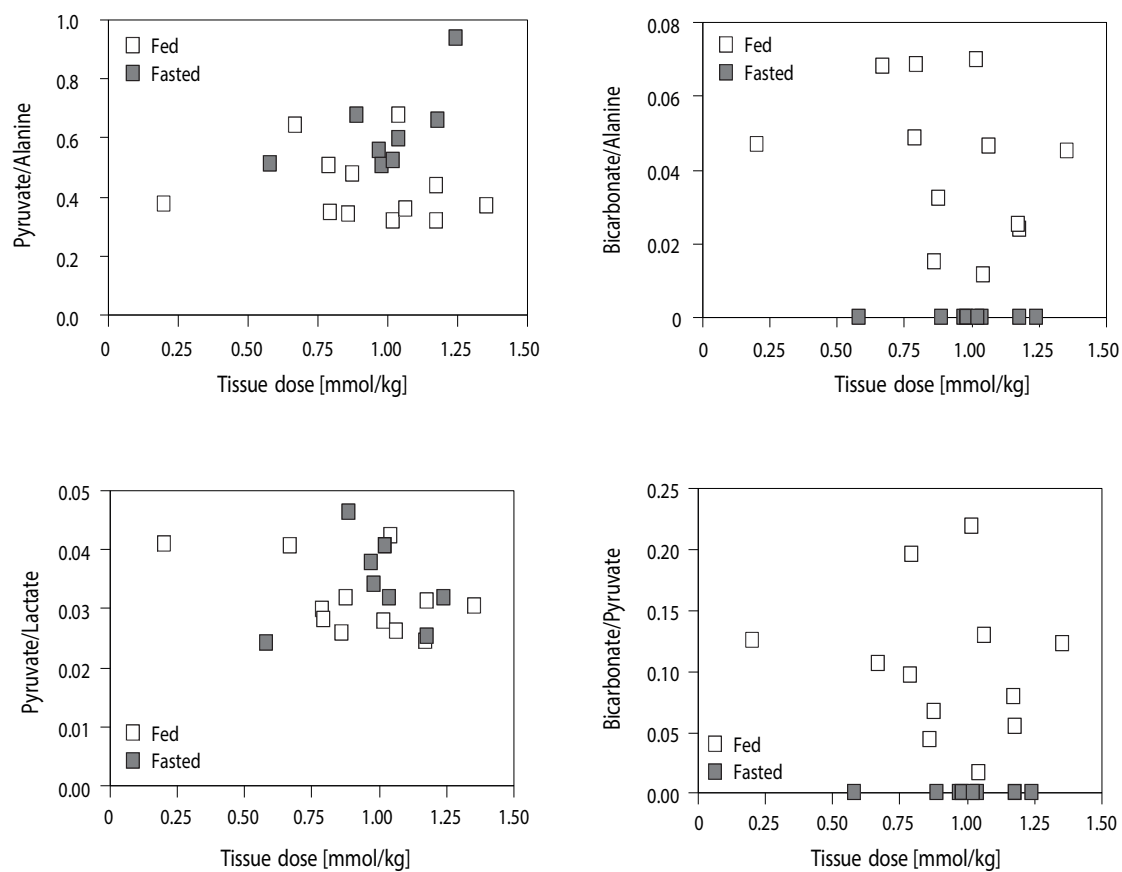 Pyruvate/Alanine
1.0
0.8
0.6
0.4
0.2
0.0
Fed
Fasted
0 0.25 0.50 0.75 1.00 1.25 1.50
Tissue dose [mmol/kg]
Bicarbonate/Alanine
0.08
0.06
0.04
0.02
0
Fed
Fasted
0 0.25 0.50 0.75 1.00 1.25 1.50
Tissue dose [mmol/kg]
Pyruvate/Lactate
0.05
0.04
0.03
0.02
0.01
0.00
Fed
Fasted
0 0.25 0.50 0.75 1.00 1.25 1.50
Tissue dose [mmol/kg]
Bicarbonate/Pyruvate
0.25
0.20
0.15
0.10
0.05
0.00
Fed
Fasted
0 0.25 0.50 0.75 1.00 1.25 1.50
Tissue dose [mmol/kg]